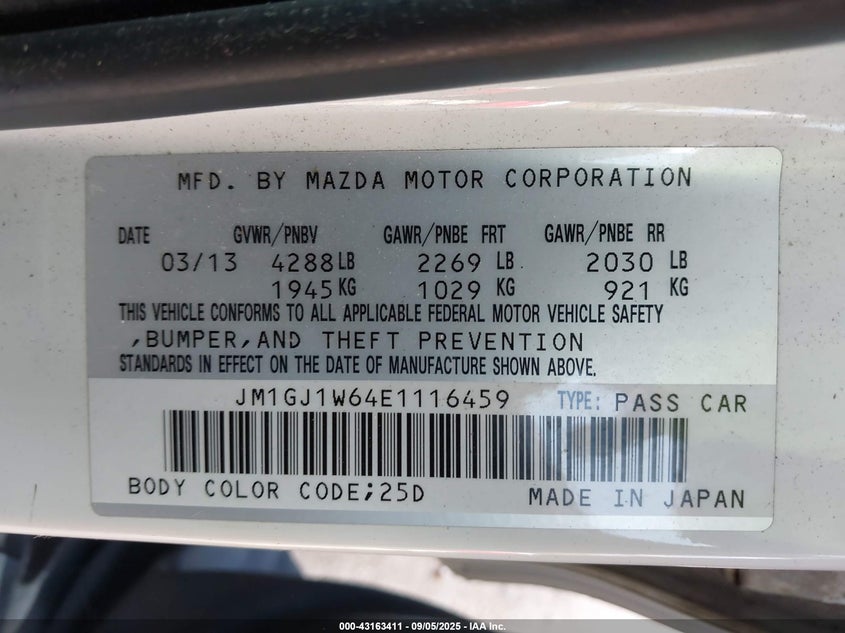 MFD. BY MAZDA MOTOR CORPORATION
DATE GVWR/PNBV GAWR/PNBE FRT GAWR/PNBE RR
03/13 4288 LB 2269 LB 2030 LB
1945 KG 1029 KG 921 KG
THIS VEHICLE CONFORMS TO ALL APPLICABLE FEDERAL MOTOR VEHICLE SAFETY
,BUMPER,AND THEFT PREVENTION
STANDARDS IN EFFECT ON THE DATE OF MANUFACTURE SHOWN ABOVE.
JM1GJ1W64E1116459 TYPE: PASS CAR
BODY COLOR CODE;25D MADE IN JAPAN
000-43163411 - 09/05/2025 - IAA Inc.